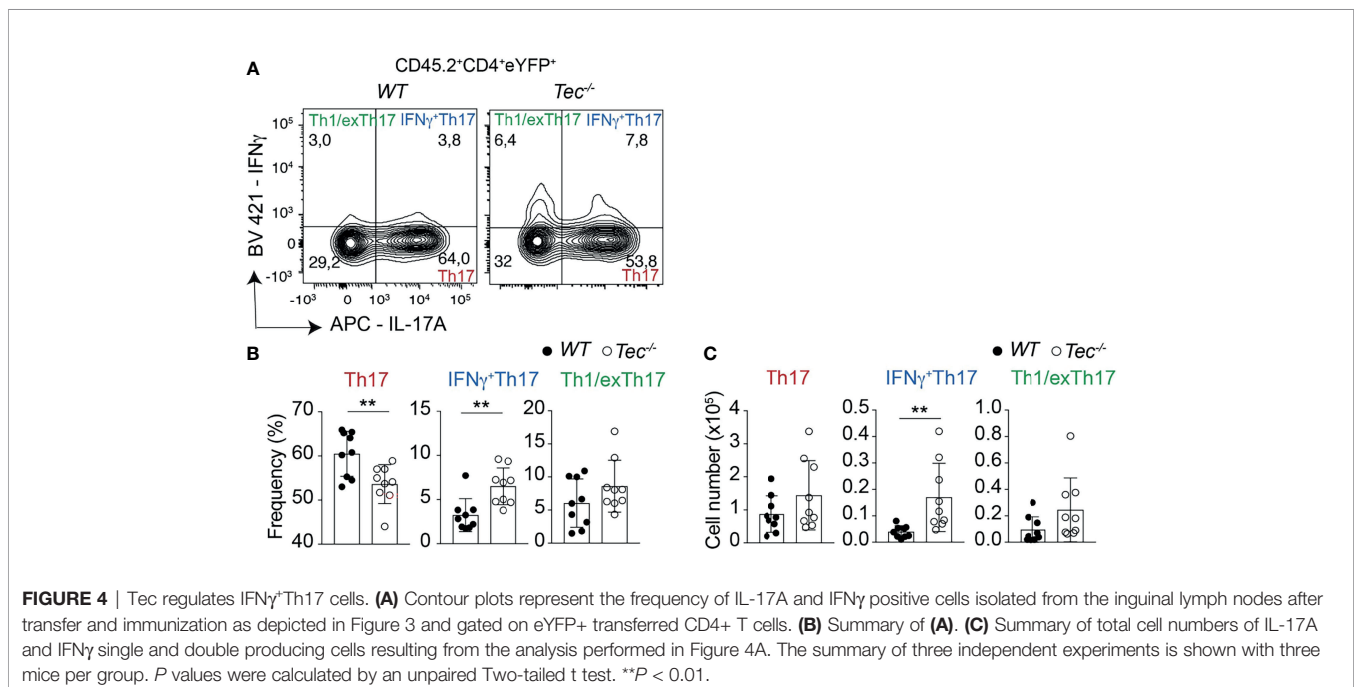 A
CD45.2⁺CD4⁺eYFP⁺
WT Tec⁻/⁻
Th1/exTh17 IFNγ⁺Th17 Th1/exTh17 IFNγ⁺Th17
3,0 3,8 6,4 7,8
29,2 64,0 32 53,8
Th17 Th17
BV 421 - IFNγ
10⁵
10⁴
10³
0
-10³
-10³ 0 10³ 10⁴ 10⁵
APC - IL-17A
B
● WT ○ Tec⁻/⁻
Th17 IFNγ⁺Th17 Th1/exTh17
Frequency (%)
** **
70 15 20
60 10 15
50 5 10
40 0 5
0
C
● WT ○ Tec⁻/⁻
Th17 IFNγ⁺Th17 Th1/exTh17
Cell number (x10⁵)
**
4 0.5 1.0
3 0.4 0.8
2 0.3 0.6
1 0.2 0.4
0 0.1 0.2
0.0 0.0
FIGURE 4 | Tec regulates IFNγ⁺Th17 cells. (A) Contour plots represent the frequency of IL-17A and IFNγ positive cells isolated from the inguinal lymph nodes after
transfer and immunization as depicted in Figure 3 and gated on eYFP+ transferred CD4+ T cells. (B) Summary of (A). (C) Summary of total cell numbers of IL-17A
and IFNγ single and double producing cells resulting from the analysis performed in Figure 4A. The summary of three independent experiments is shown with three
mice per group. P values were calculated by an unpaired Two-tailed t test. **P < 0.01.